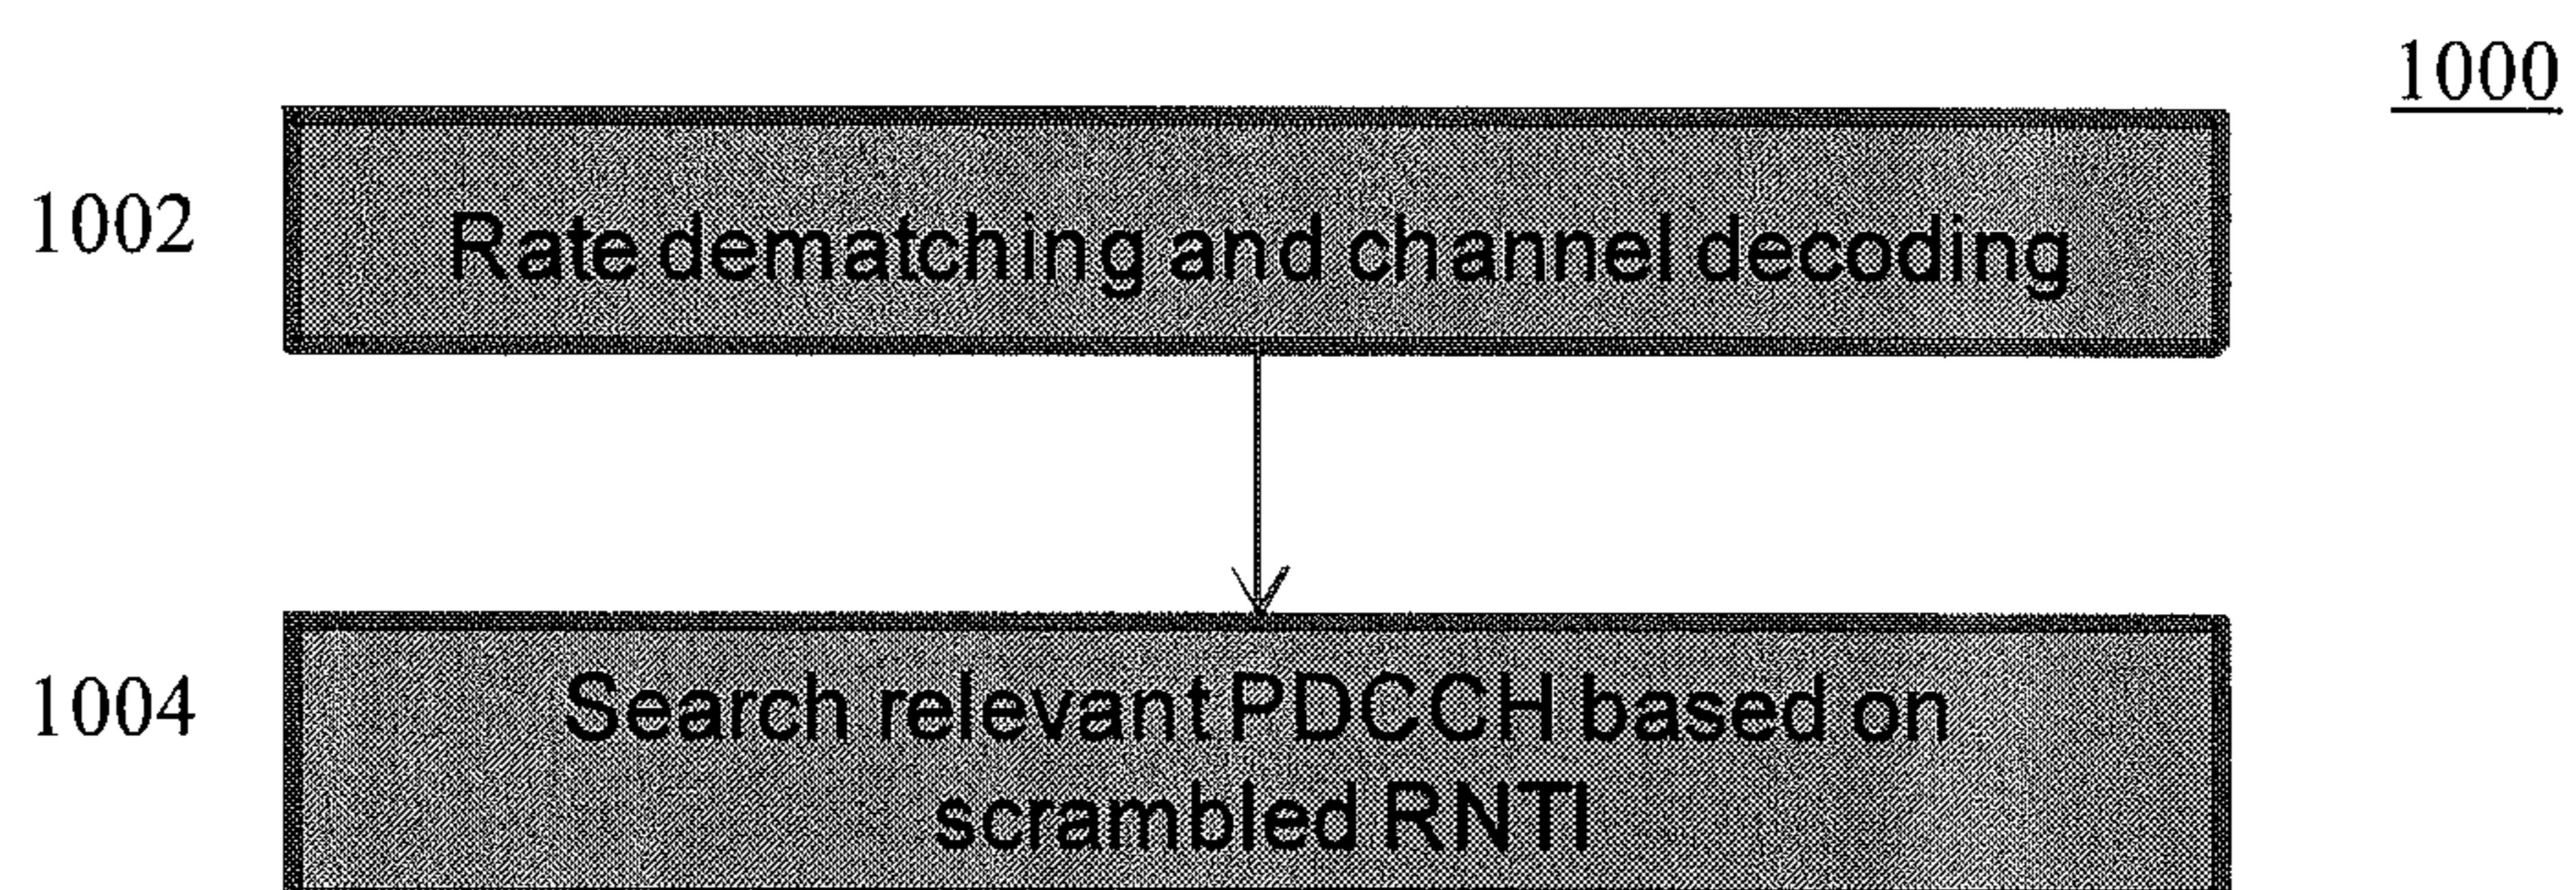 1000
1002
Rate dematching and channel decoding
1004
Search relevant PDCCH based on
scrambled RNTI